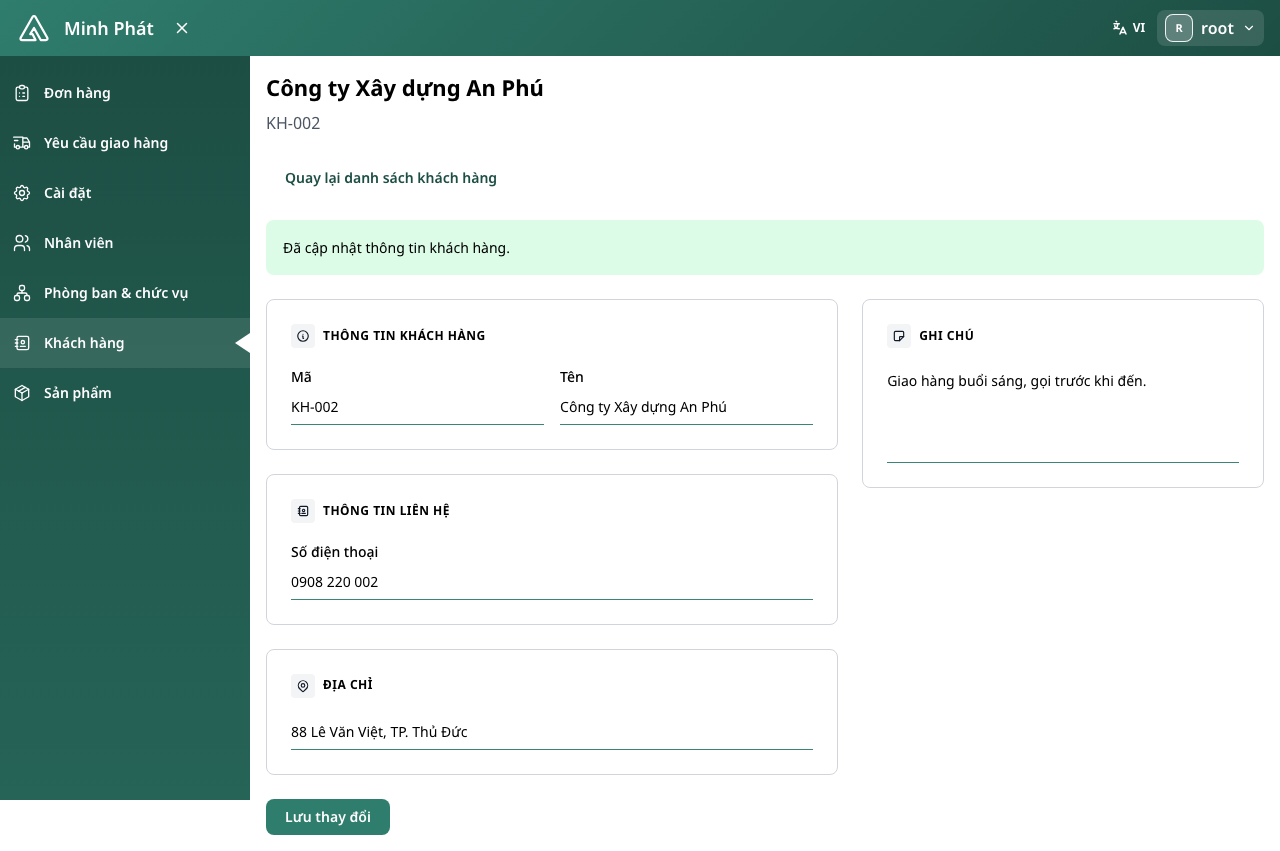 Minh Phát
VI
R
root
Đơn hàng
Yêu cầu giao hàng
Cài đặt
Nhân viên
Phòng ban & chức vụ
Khách hàng
Sản phẩm
Công ty Xây dựng An Phú
KH-002
Quay lại danh sách khách hàng
Đã cập nhật thông tin khách hàng.
THÔNG TIN KHÁCH HÀNG
Mã
Tên
KH-002
Công ty Xây dựng An Phú
THÔNG TIN LIÊN HỆ
Số điện thoại
0908 220 002
ĐỊA CHỈ
88 Lê Văn Việt, TP. Thủ Đức
Lưu thay đổi
GHI CHÚ
Giao hàng buổi sáng, gọi trước khi đến.